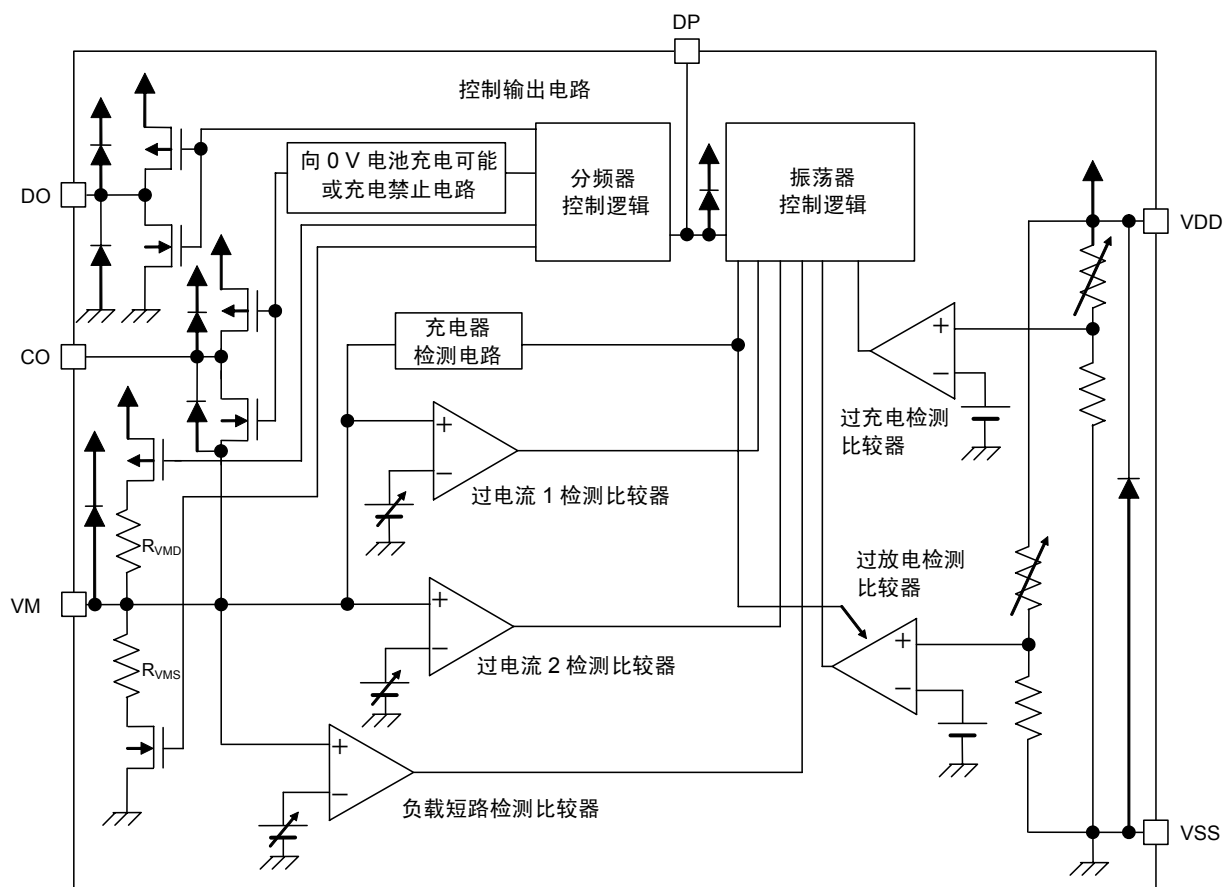 DP
控制输出电路
向 0 V 电池充电可能
或充电禁止电路
分频器
控制逻辑
振荡器
控制逻辑
DO
VDD
充电器
检测电路
CO
+
−
过充电检测
比较器
+
−
过电流 1 检测比较器
RVMD
过放电检测
比较器
VM
+
−
过电流 2 检测比较器
+
−
RVMS
+
−
负载短路检测比较器
VSS